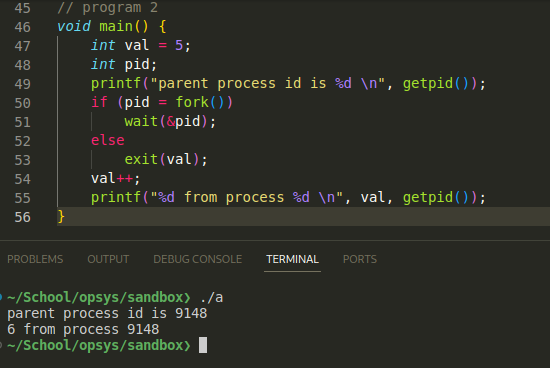 45 // program 2
46 void main() {
47 int val = 5;
48 int pid;
49 printf("parent process id is %d \n", getpid());
50 if (pid = fork())
51 wait(&pid);
52 else
53 exit(val);
54 val++;
55 printf("%d from process %d \n", val, getpid());
56 }
PROBLEMS OUTPUT DEBUG CONSOLE TERMINAL PORTS
~/School/opsys/sandbox❯ ./a
parent process id is 9148
6 from process 9148
~/School/opsys/sandbox❯